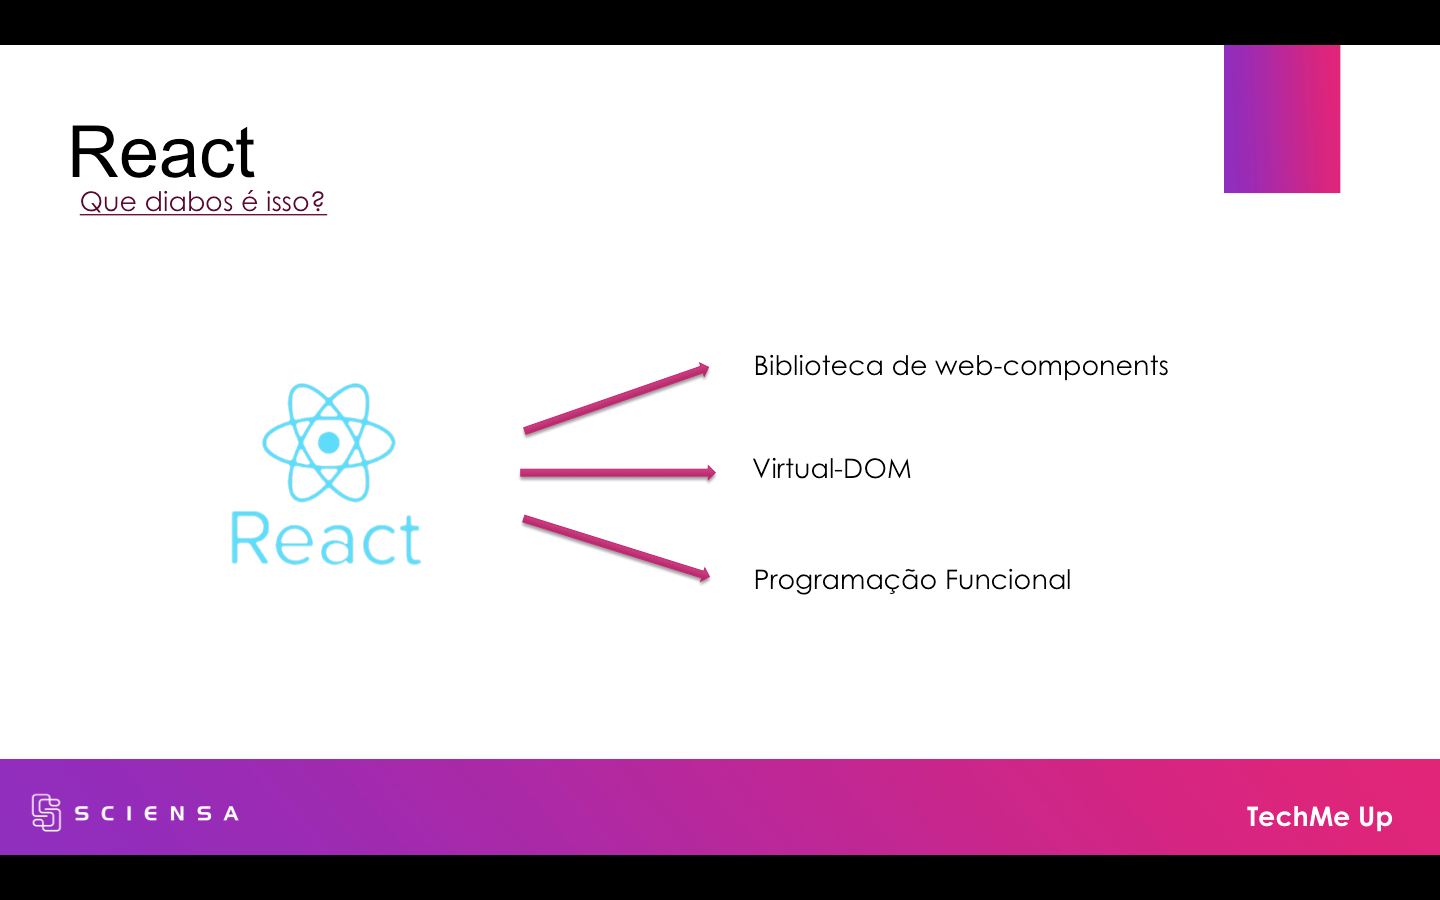 React
Que diabos é isso?
Biblioteca de web-components
Virtual-DOM
React
Programação Funcional
SCIENSA
TechMe Up